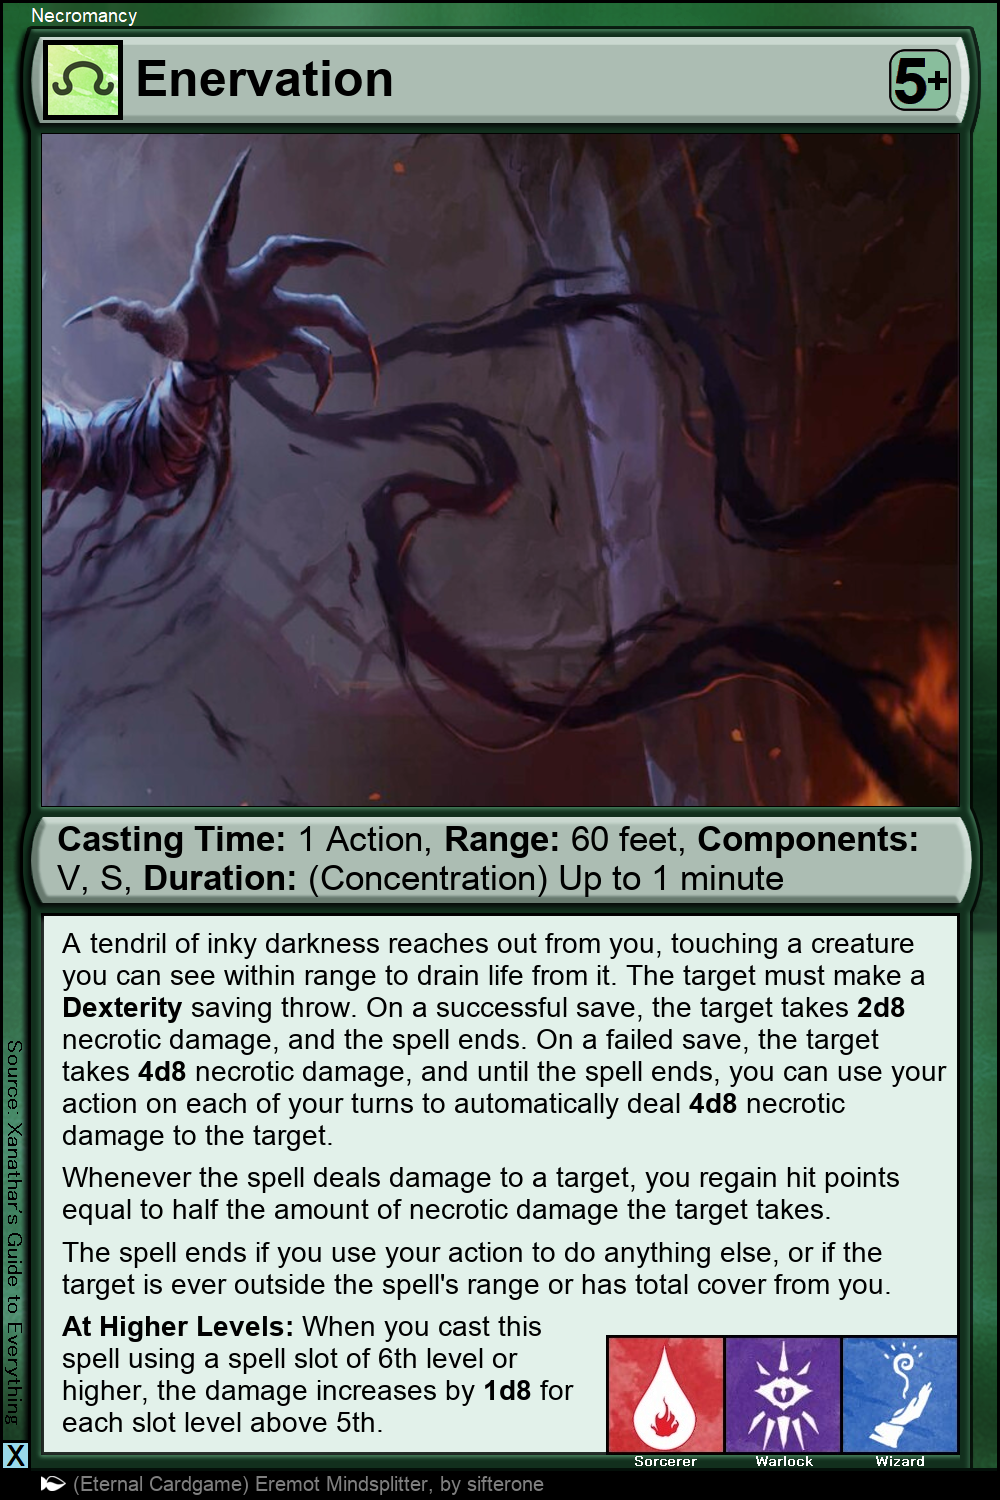 Necromancy
Enervation
5+
Casting Time: 1 Action, Range: 60 feet, Components:
V, S, Duration: (Concentration) Up to 1 minute
A tendril of inky darkness reaches out from you, touching a creature
you can see within range to drain life from it. The target must make a
Dexterity saving throw. On a successful save, the target takes 2d8
necrotic damage, and the spell ends. On a failed save, the target
takes 4d8 necrotic damage, and until the spell ends, you can use your
action on each of your turns to automatically deal 4d8 necrotic
damage to the target.
Whenever the spell deals damage to a target, you regain hit points
equal to half the amount of necrotic damage the target takes.
The spell ends if you use your action to do anything else, or if the
target is ever outside the spell's range or has total cover from you.
At Higher Levels: When you cast this
spell using a spell slot of 6th level or
higher, the damage increases by 1d8 for
each slot level above 5th.
Sorcerer
Warlock
Wizard
Source: Xanathar's Guide to Everything
X
(Eternal Cardgame) Eremot Mindsplitter, by sifterone